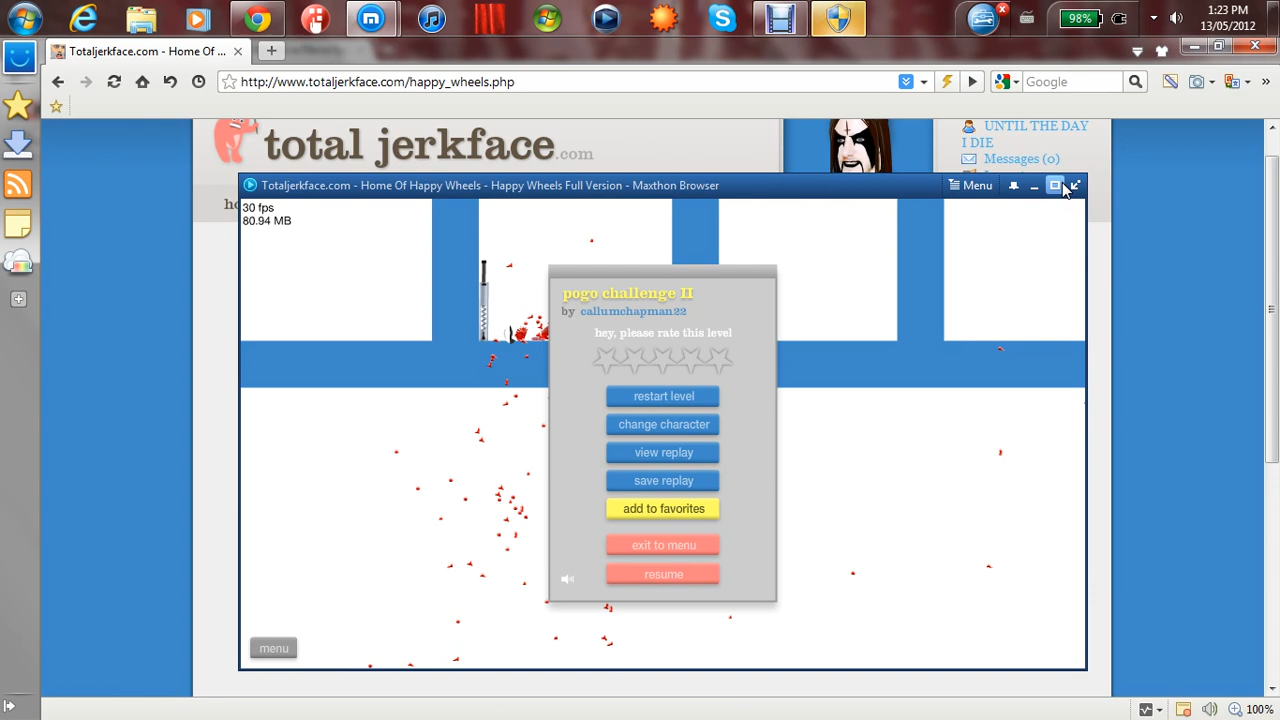 98%
1:23 PM
13/05/2012
Totaljerkface.com - Home Of ...
http://www.totaljerkface.com/happy_wheels.php
Google
total jerkface.com
UNTIL THE DAY
I DIE
Messages (0)
Totaljerkface.com - Home Of Happy Wheels - Happy Wheels Full Version - Maxthon Browser
Menu
ho
30 fps
80.94 MB
pogo challenge II
by callumchapman22
hey, please rate this level
restart level
change character
view replay
save replay
add to favorites
exit to menu
resume
menu
100%